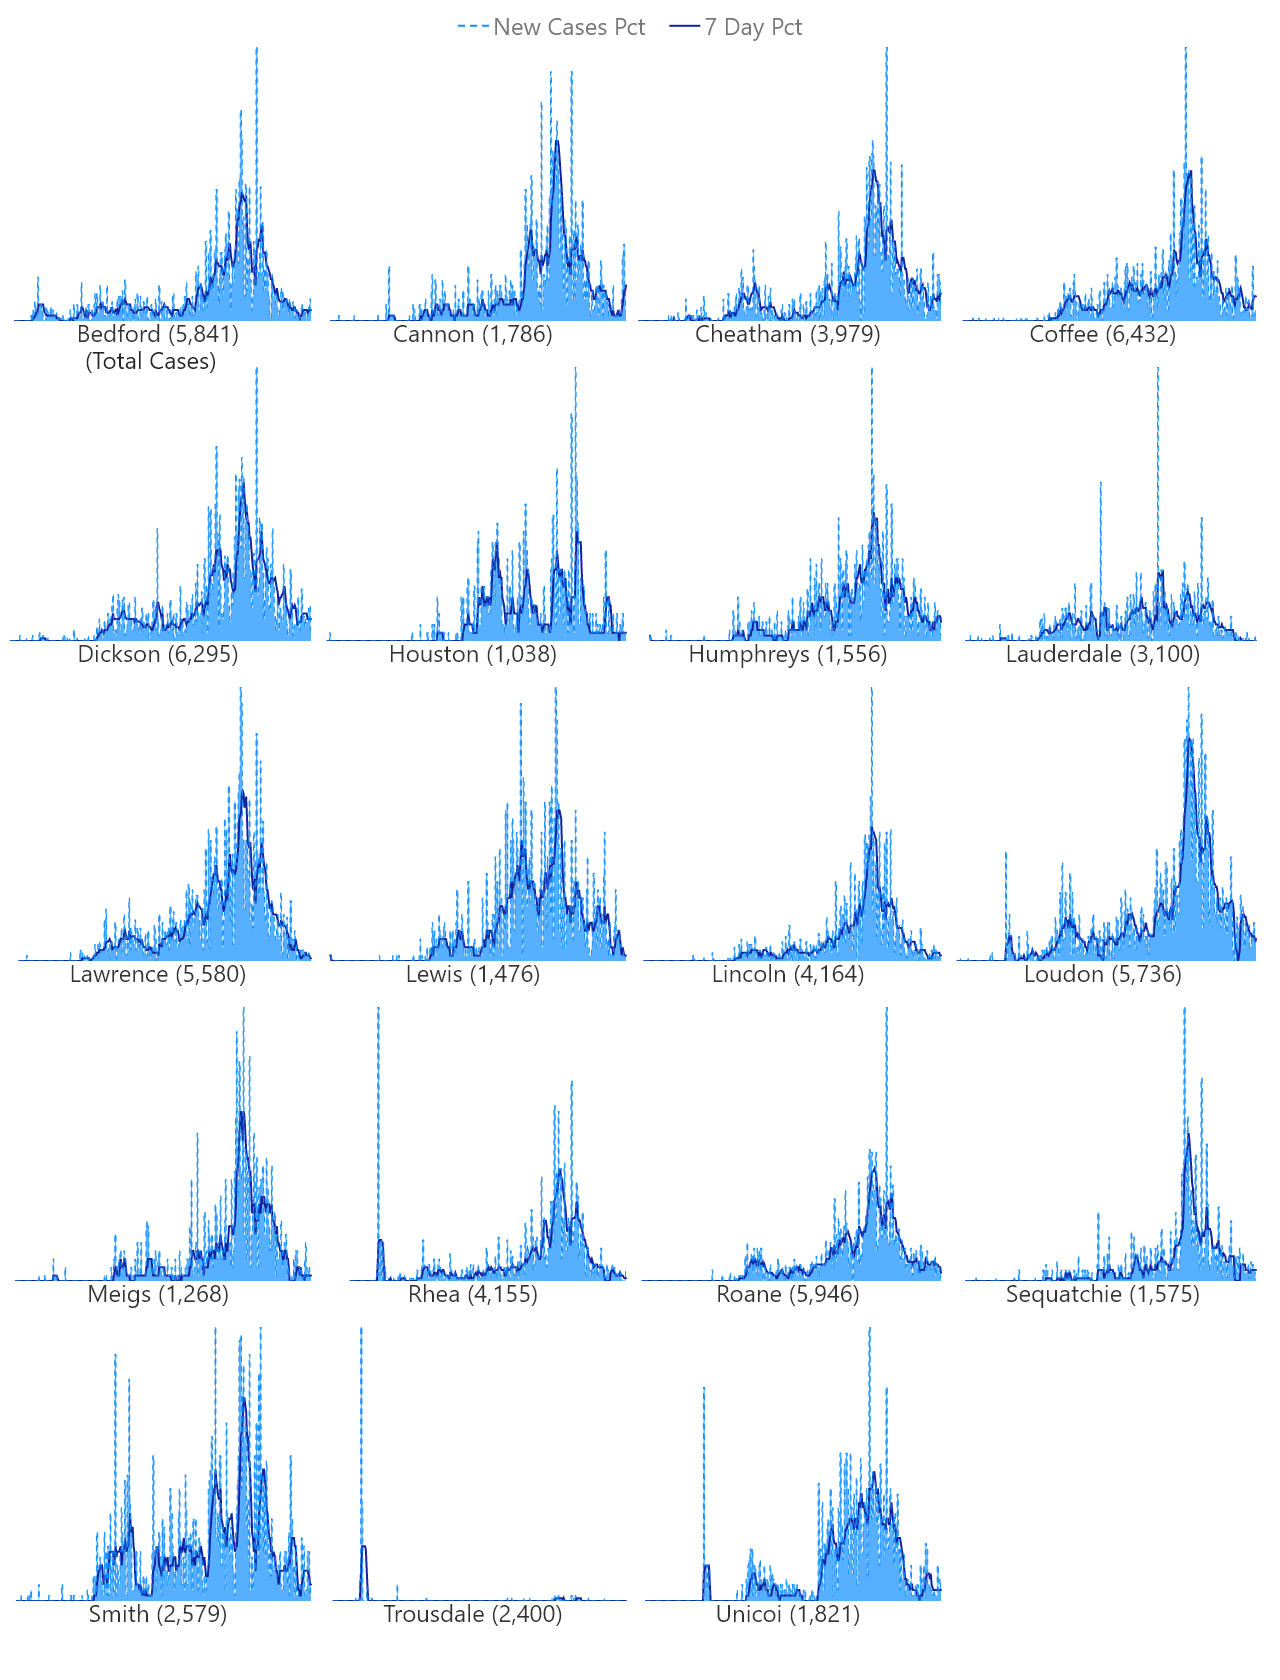 New Cases Pct 7 Day Pct
Bedford (5,841) Cannon (1,786) Cheatham (3,979) Coffee (6,432)
(Total Cases)
Dickson (6,295) Houston (1,038) Humphreys (1,556) Lauderdale (3,100)
Lawrence (5,580) Lewis (1,476) Lincoln (4,164) Loudon (5,736)
Meigs (1,268) Rhea (4,155) Roane (5,946) Sequatchie (1,575)
Smith (2,579) Trousdale (2,400) Unicoi (1,821)